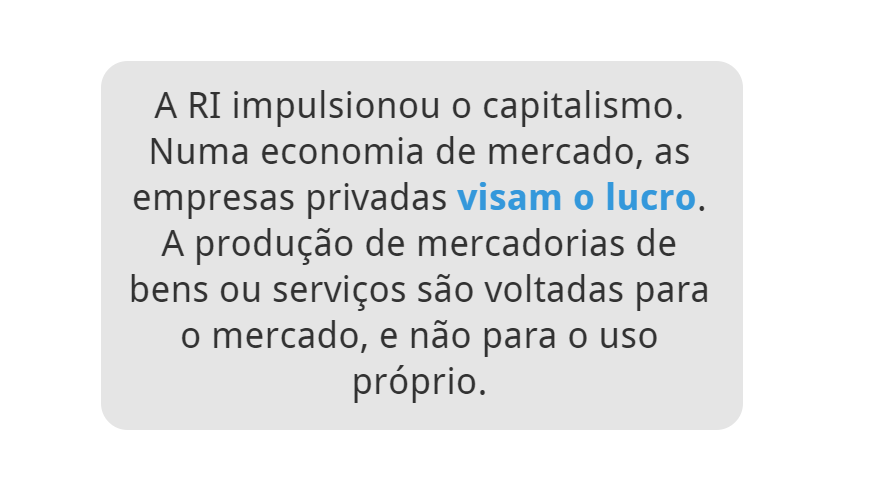 A RI impulsionou o capitalismo.
Numa economia de mercado, as
empresas privadas visam o lucro.
A produção de mercadorias de
bens ou serviços são voltadas para
o mercado, e não para o uso
próprio.